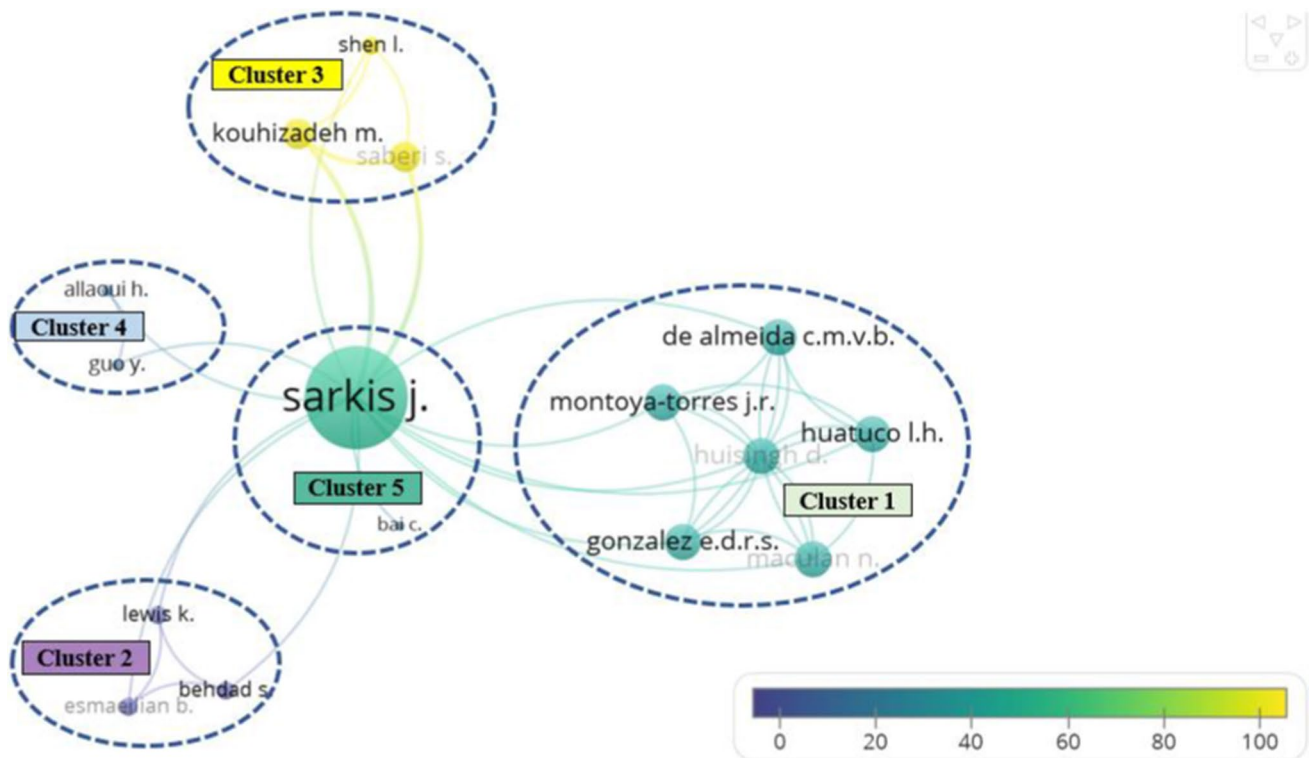 shen l.
Cluster 3
kouhizadeh m.
saberi s.
allaoui h.
Cluster 4
guo y.
sarkis j.
Cluster 5
bai c.
de almeida c.m.v.b.
montoya-torres j.r.
huatuco l.h.
huisingh d.
Cluster 1
gonzalez e.d.r.s.
maculan n.
lewis k.
Cluster 2
behdad s.
esmaeilian b.
0 20 40 60 80 100